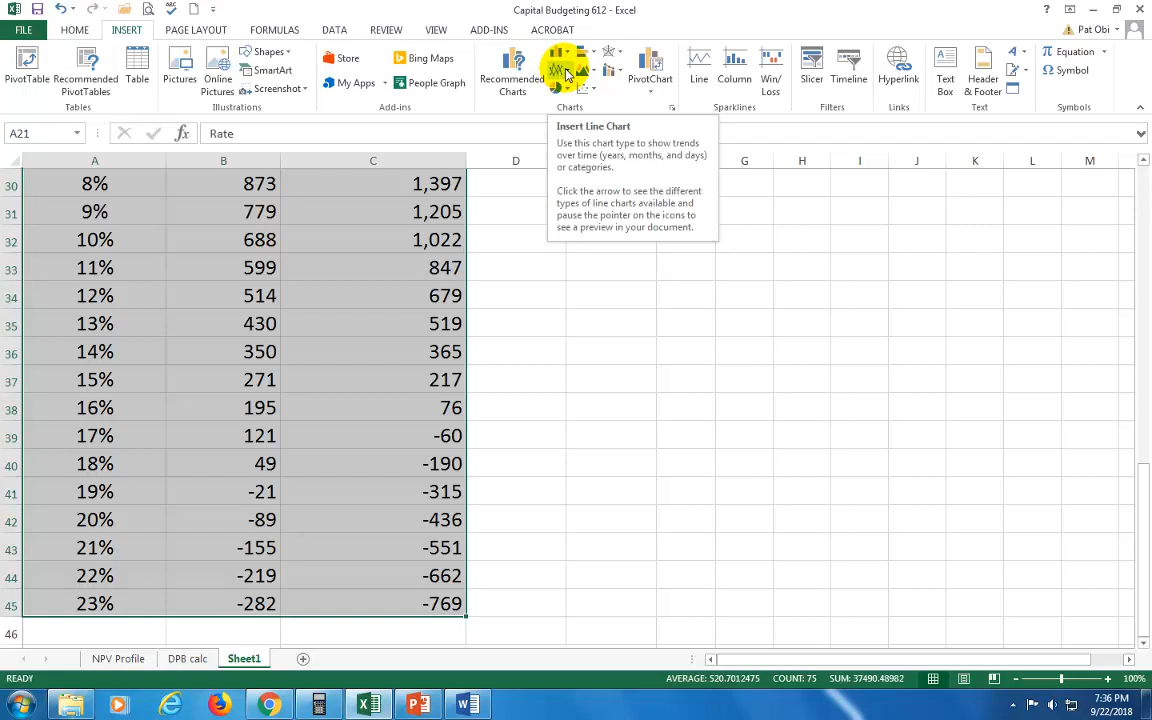 Capital Budgeting 612 - Excel
FILE HOME INSERT PAGE LAYOUT FORMULAS DATA REVIEW VIEW ADD-INS ACROBAT Pat Obi
PivotTable Recommended PivotTables Table
Tables
Pictures Online Pictures Shapes SmartArt Screenshot
Illustrations
Store My Apps Bing Maps People Graph
Add-ins
Recommended Charts PivotChart
Charts
Line Column Win/ Loss
Sparklines
Slicer Timeline
Filters
Hyperlink
Links
Text Box Header & Footer
Text
Equation Symbol
Symbols
A21 fx Rate
Insert Line Chart
Use this chart type to show trends
over time (years, months, and days)
or categories.
Click the arrow to see the different
types of line charts available and
pause the pointer on the icons to
see a preview in your document.
A B C D G H I J K L M
30 8% 873 1,397
31 9% 779 1,205
32 10% 688 1,022
33 11% 599 847
34 12% 514 679
35 13% 430 519
36 14% 350 365
37 15% 271 217
38 16% 195 76
39 17% 121 -60
40 18% 49 -190
41 19% -21 -315
42 20% -89 -436
43 21% -155 -551
44 22% -219 -662
45 23% -282 -769
46
NPV Profile DPB calc Sheet1
READY AVERAGE: 520.7012475 COUNT: 75 SUM: 37490.48982 100%
7:36 PM
9/22/2018